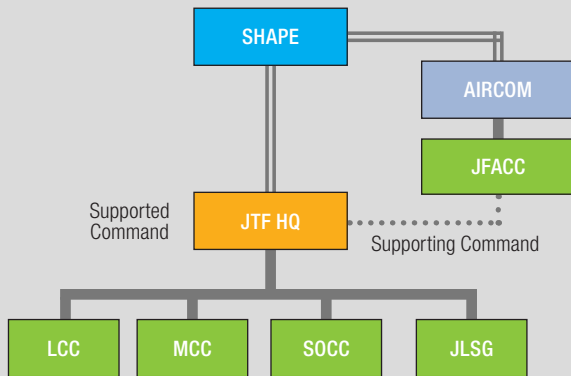 SHAPE
AIRCOM
JFACC
Supported
Command
JTF HQ
Supporting Command
LCC
MCC
SOCC
JLSG